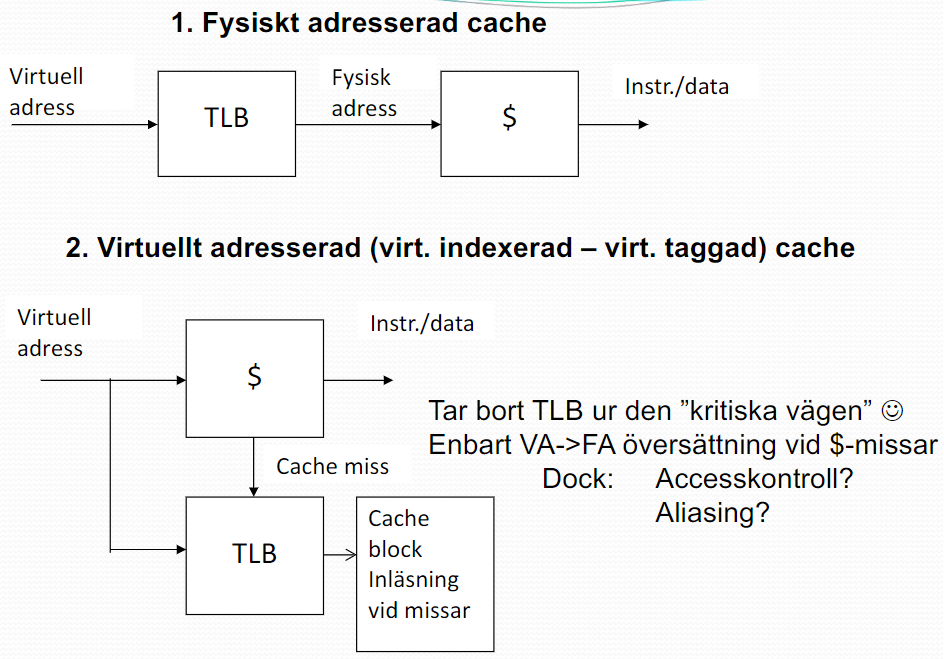 1. Fysiskt adresserad cache
Virtuell
adress
TLB
Fysisk
adress
$
Instr./data
2. Virtuellt adresserad (virt. indexerad – virt. taggad) cache
Virtuell
adress
$
Instr./data
Tar bort TLB ur den ”kritiska vägen” ☺
Enbart VA->FA översättning vid $-missar
Dock: Accesskontroll?
Aliasing?
Cache miss
TLB
Cache
block
Inläsning
vid missar